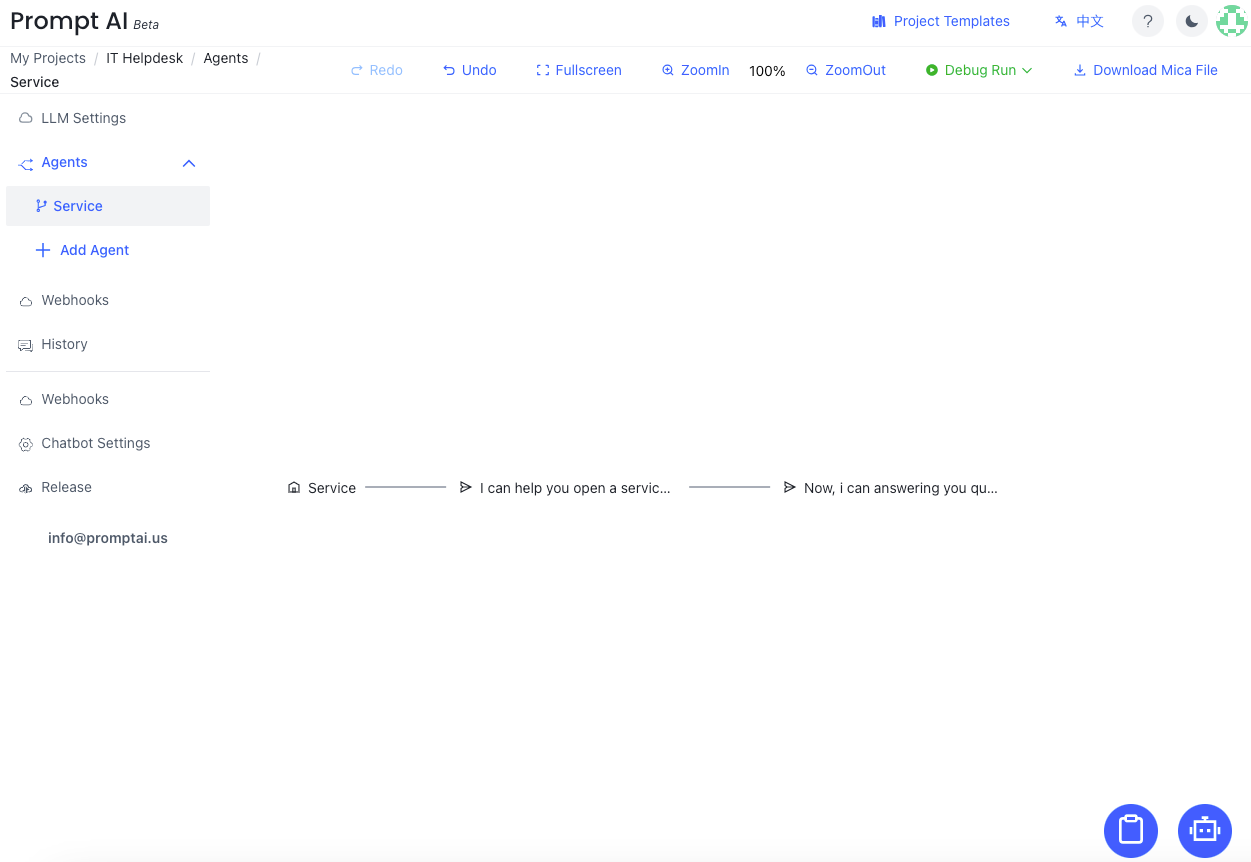 Prompt AI Beta
Project Templates
中文
?
My Projects / IT Helpdesk / Agents /
Service
Redo
Undo
Fullscreen
ZoomIn
100%
ZoomOut
Debug Run
Download Mica File
LLM Settings
Agents
Service
Add Agent
Webhooks
History
Webhooks
Chatbot Settings
Release
info@promptai.us
Service
I can help you open a servic...
Now, i can answering you qu...